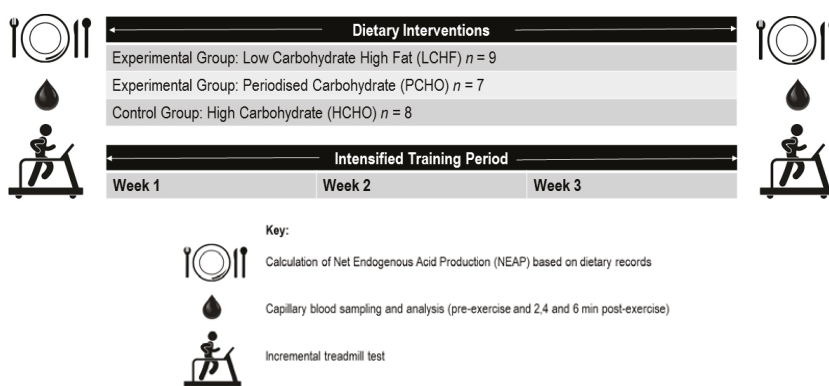 Dietary Interventions
Experimental Group: Low Carbohydrate High Fat (LCHF) n = 9
Experimental Group: Periodised Carbohydrate (PCHO) n = 7
Control Group: High Carbohydrate (HCHO) n = 8
Intensified Training Period
Week 1 Week 2 Week 3
Key:
Calculation of Net Endogenous Acid Production (NEAP) based on dietary records
Capillary blood sampling and analysis (pre-exercise and 2,4 and 6 min post-exercise)
Incremental treadmill test